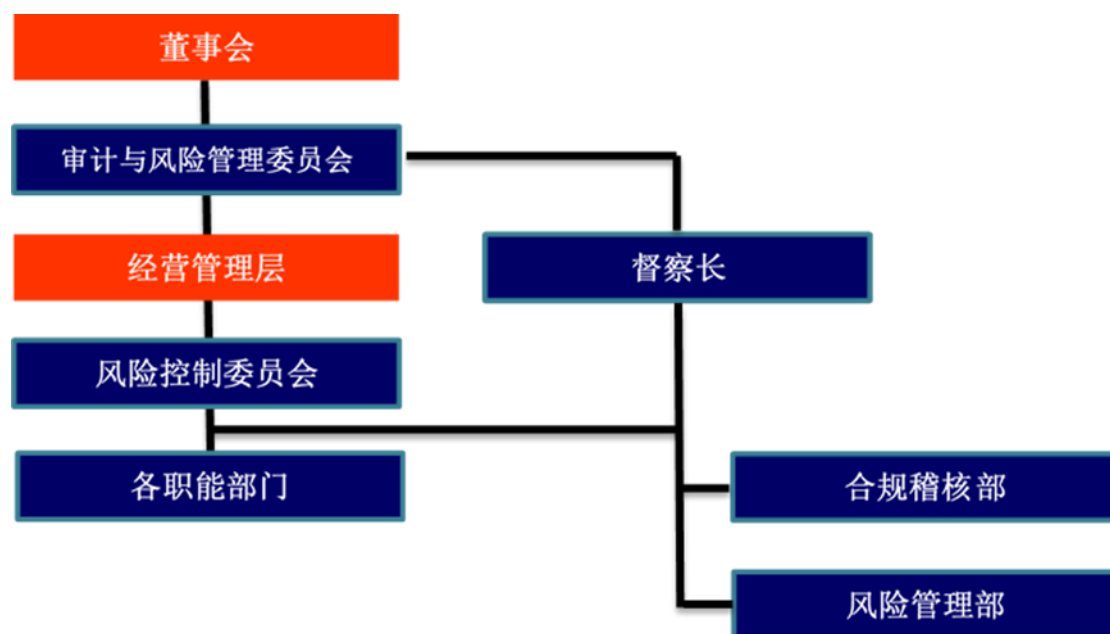 董事会
审计与风险管理委员会
经营管理层
督察长
风险控制委员会
各职能部门
合规稽核部
风险管理部